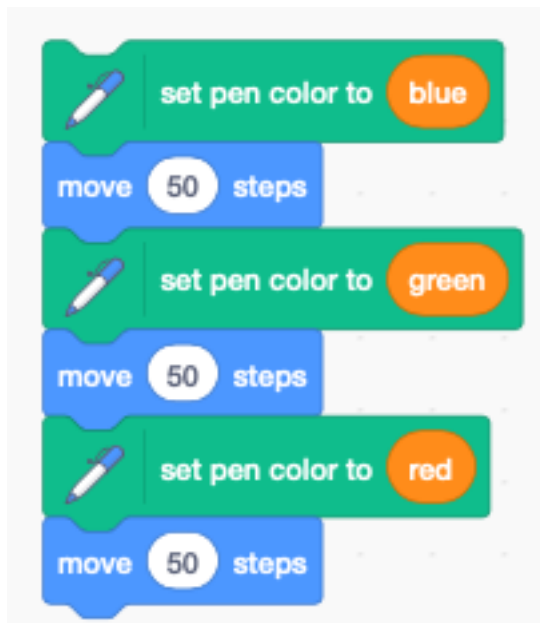 set pen color to blue
move 50 steps
set pen color to green
move 50 steps
set pen color to red
move 50 steps